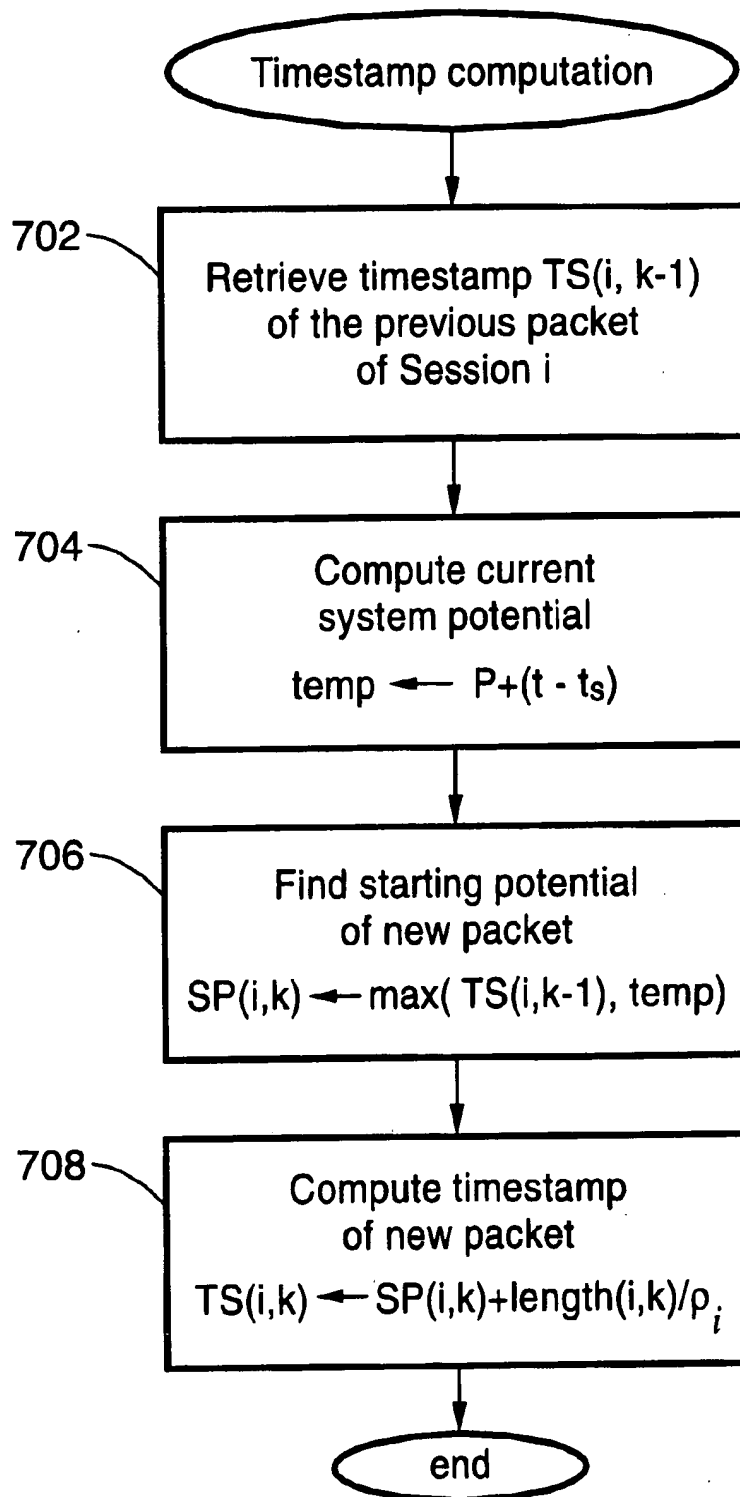 Timestamp computation
702
Retrieve timestamp TS(i, k-1)
of the previous packet
of Session i
704
Compute current
system potential
temp ← P+(t - ts)
706
Find starting potential
of new packet
SP(i,k) ← max( TS(i,k-1), temp)
708
Compute timestamp
of new packet
TS(i,k) ← SP(i,k)+length(i,k)/ρi
end